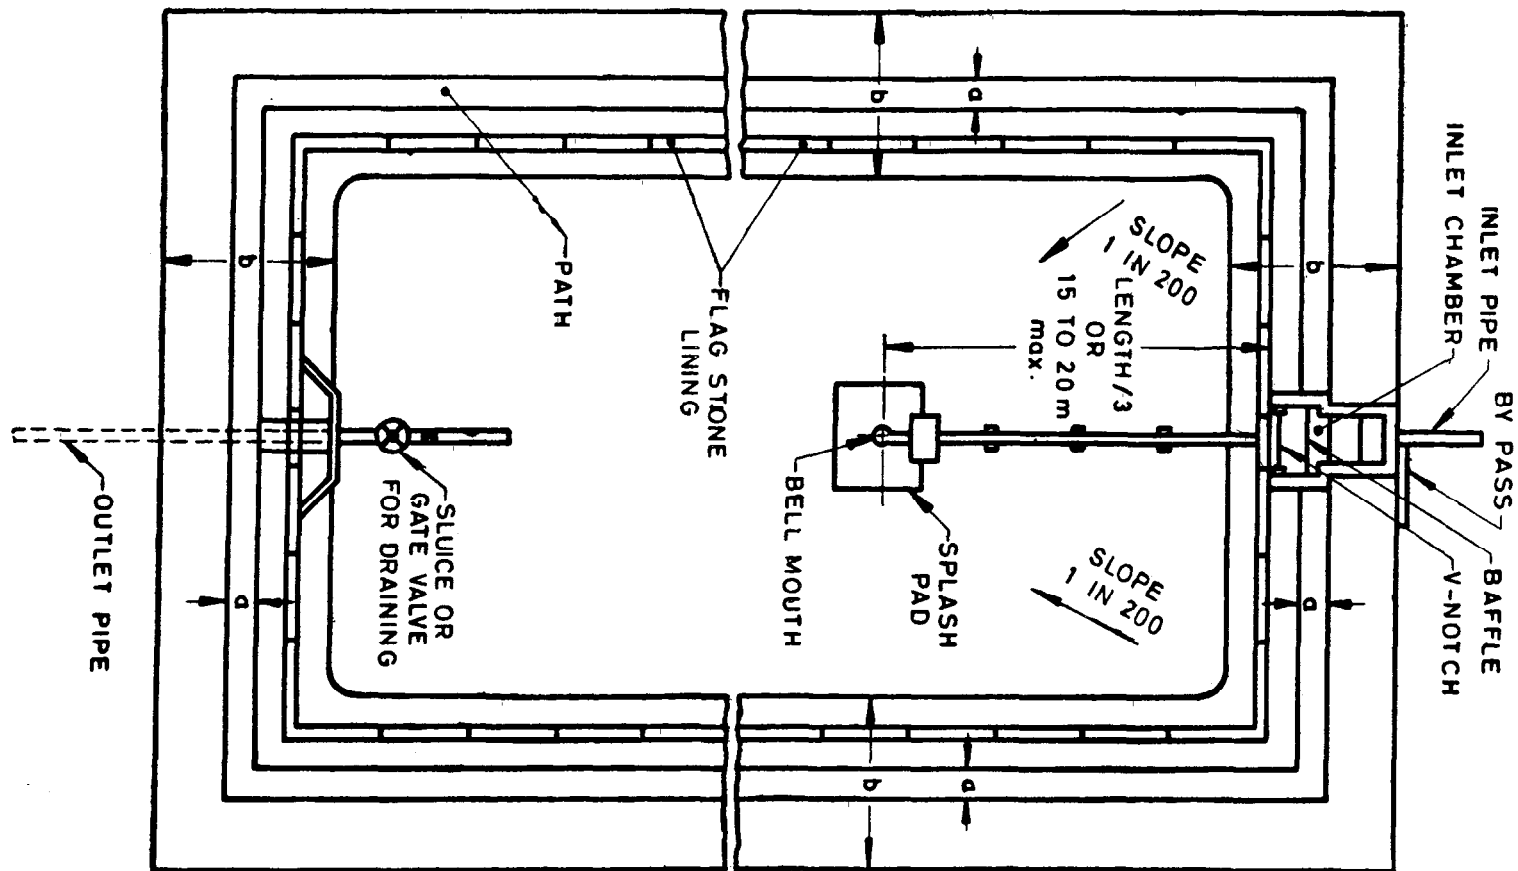 INLET PIPE
INLET CHAMBER
BY PASS
BAFFLE
V-NOTCH
SLOPE
1 IN 200
LENGTH/3
OR
15 TO 20 m
max.
SLOPE
1 IN 200
SPLASH
PAD
BELL MOUTH
FLAG STONE
LINING
PATH
SLUICE OR
GATE VALVE
FOR DRAINING
OUTLET PIPE
a
b
a
b
a
b
a
b